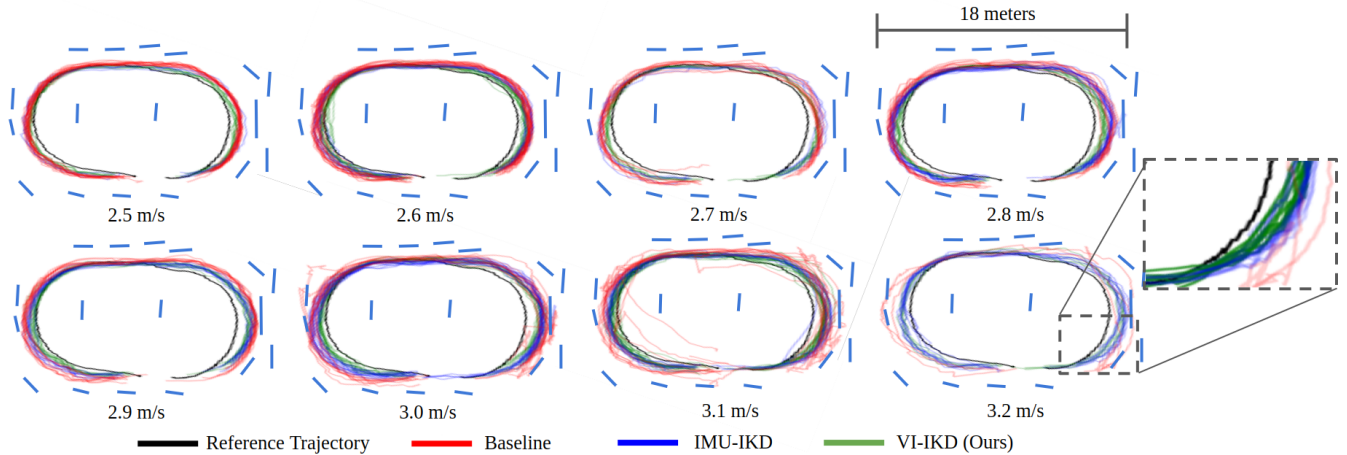 18 meters
2.5 m/s
2.6 m/s
2.7 m/s
2.8 m/s
2.9 m/s
3.0 m/s
3.1 m/s
3.2 m/s
Reference Trajectory
Baseline
IMU-IKD
VI-IKD (Ours)